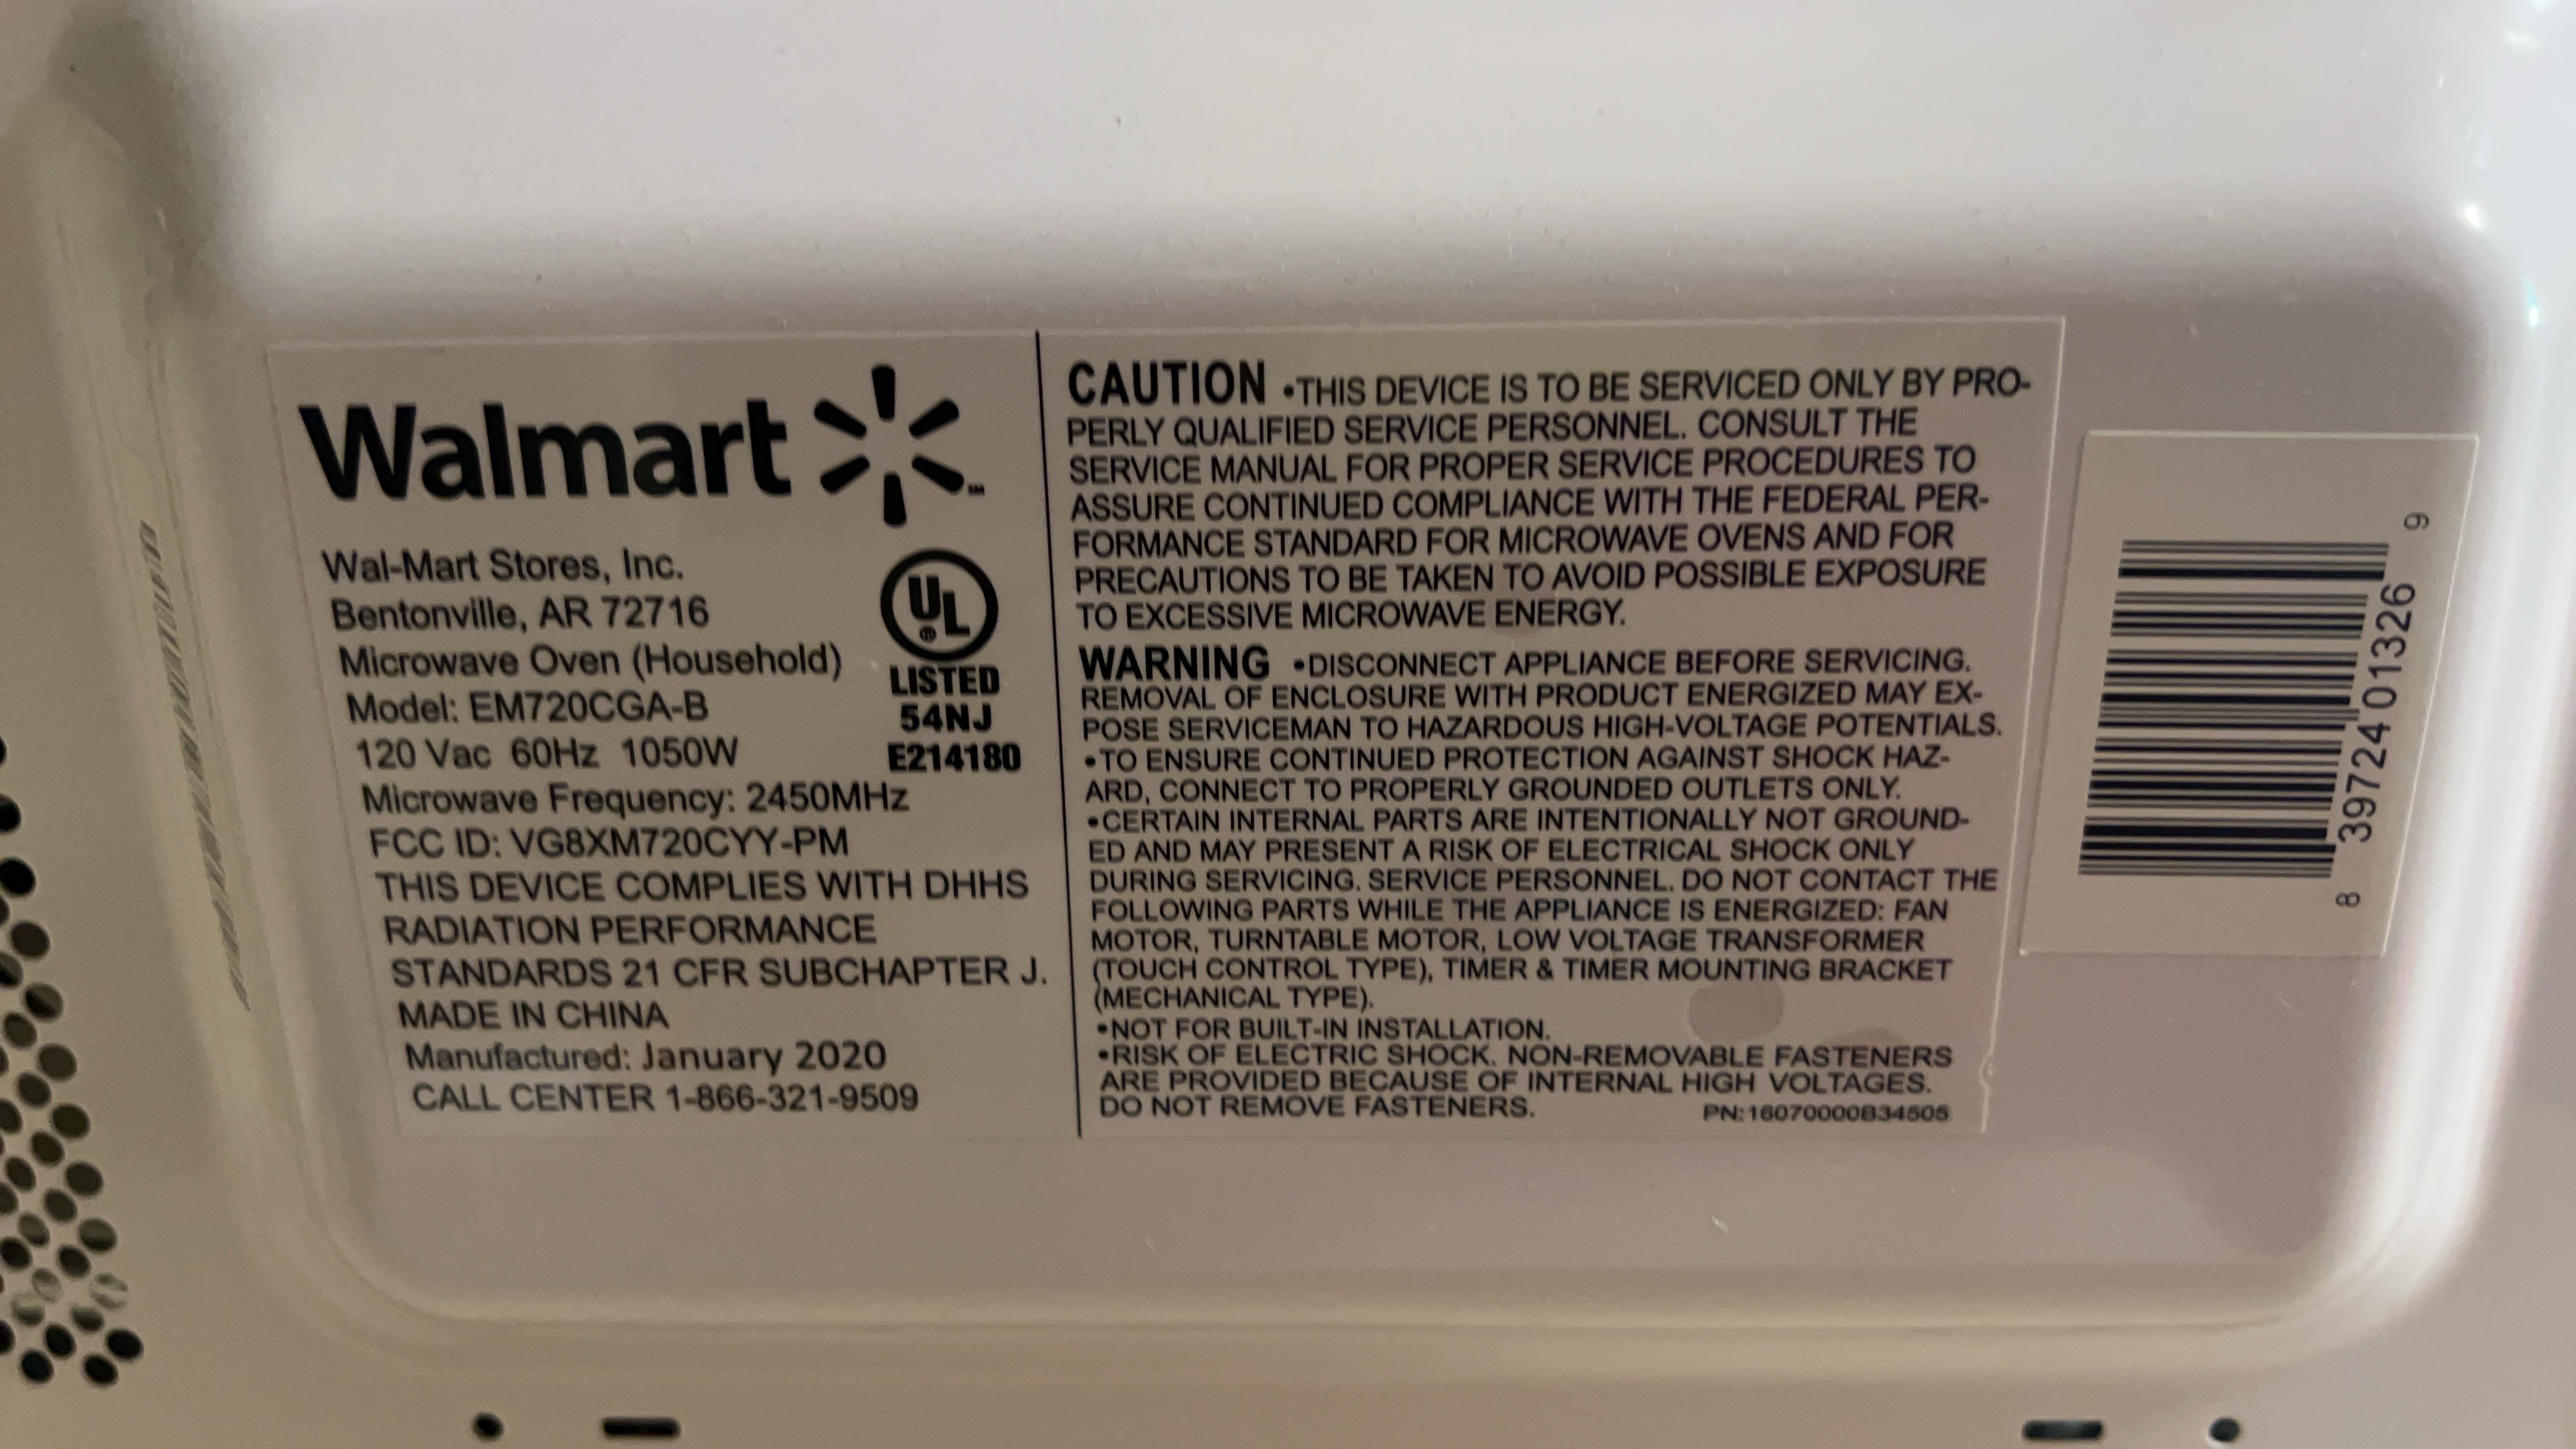 Walmart
SM
Wal-Mart Stores, Inc.
Bentonville, AR 72716
Microwave Oven (Household)
Model: EM720CGA-B
120 Vac 60Hz 1050W
Microwave Frequency: 2450MHz
FCC ID: VG8XM720CYY-PM
THIS DEVICE COMPLIES WITH DHHS
RADIATION PERFORMANCE
STANDARDS 21 CFR SUBCHAPTER J.
MADE IN CHINA
Manufactured: January 2020
CALL CENTER 1-866-321-9509
UL
®
LISTED
54NJ
E214180
CAUTION •THIS DEVICE IS TO BE SERVICED ONLY BY PRO-
PERLY QUALIFIED SERVICE PERSONNEL. CONSULT THE
SERVICE MANUAL FOR PROPER SERVICE PROCEDURES TO
ASSURE CONTINUED COMPLIANCE WITH THE FEDERAL PER-
FORMANCE STANDARD FOR MICROWAVE OVENS AND FOR
PRECAUTIONS TO BE TAKEN TO AVOID POSSIBLE EXPOSURE
TO EXCESSIVE MICROWAVE ENERGY.
WARNING •DISCONNECT APPLIANCE BEFORE SERVICING.
REMOVAL OF ENCLOSURE WITH PRODUCT ENERGIZED MAY EX-
POSE SERVICEMAN TO HAZARDOUS HIGH-VOLTAGE POTENTIALS.
•TO ENSURE CONTINUED PROTECTION AGAINST SHOCK HAZ-
ARD, CONNECT TO PROPERLY GROUNDED OUTLETS ONLY.
•CERTAIN INTERNAL PARTS ARE INTENTIONALLY NOT GROUND-
ED AND MAY PRESENT A RISK OF ELECTRICAL SHOCK ONLY
DURING SERVICING. SERVICE PERSONNEL. DO NOT CONTACT THE
FOLLOWING PARTS WHILE THE APPLIANCE IS ENERGIZED: FAN
MOTOR, TURNTABLE MOTOR, LOW VOLTAGE TRANSFORMER
(TOUCH CONTROL TYPE), TIMER & TIMER MOUNTING BRACKET
(MECHANICAL TYPE).
•NOT FOR BUILT-IN INSTALLATION.
•RISK OF ELECTRIC SHOCK. NON-REMOVABLE FASTENERS
ARE PROVIDED BECAUSE OF INTERNAL HIGH VOLTAGES.
DO NOT REMOVE FASTENERS.
PN:16070000B34505
8 39724 01326 9